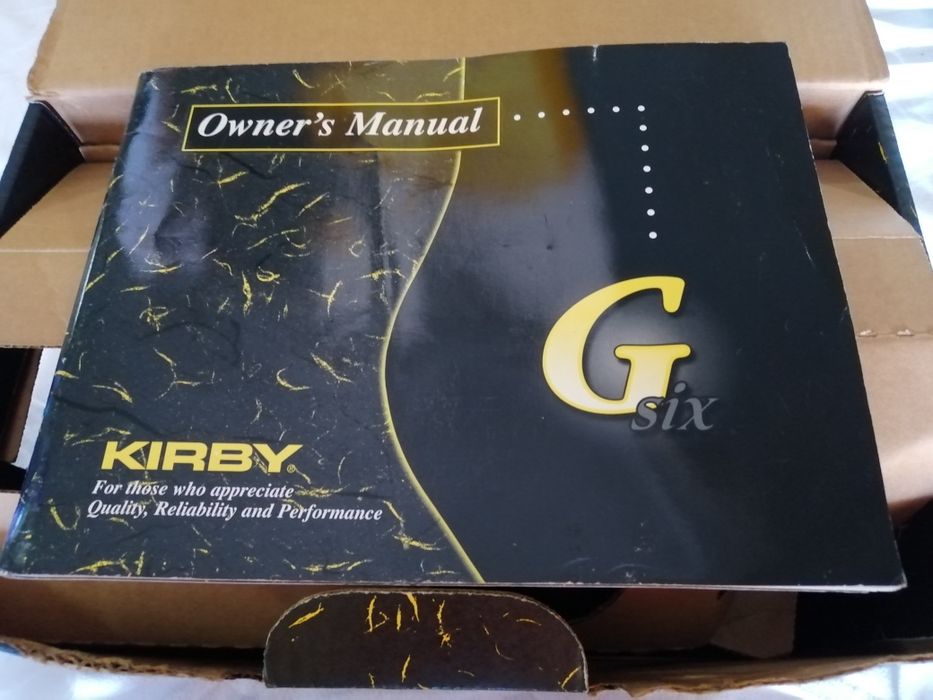 Owner's Manual
G
six
KIRBY®
For those who appreciate
Quality, Reliability and Performance